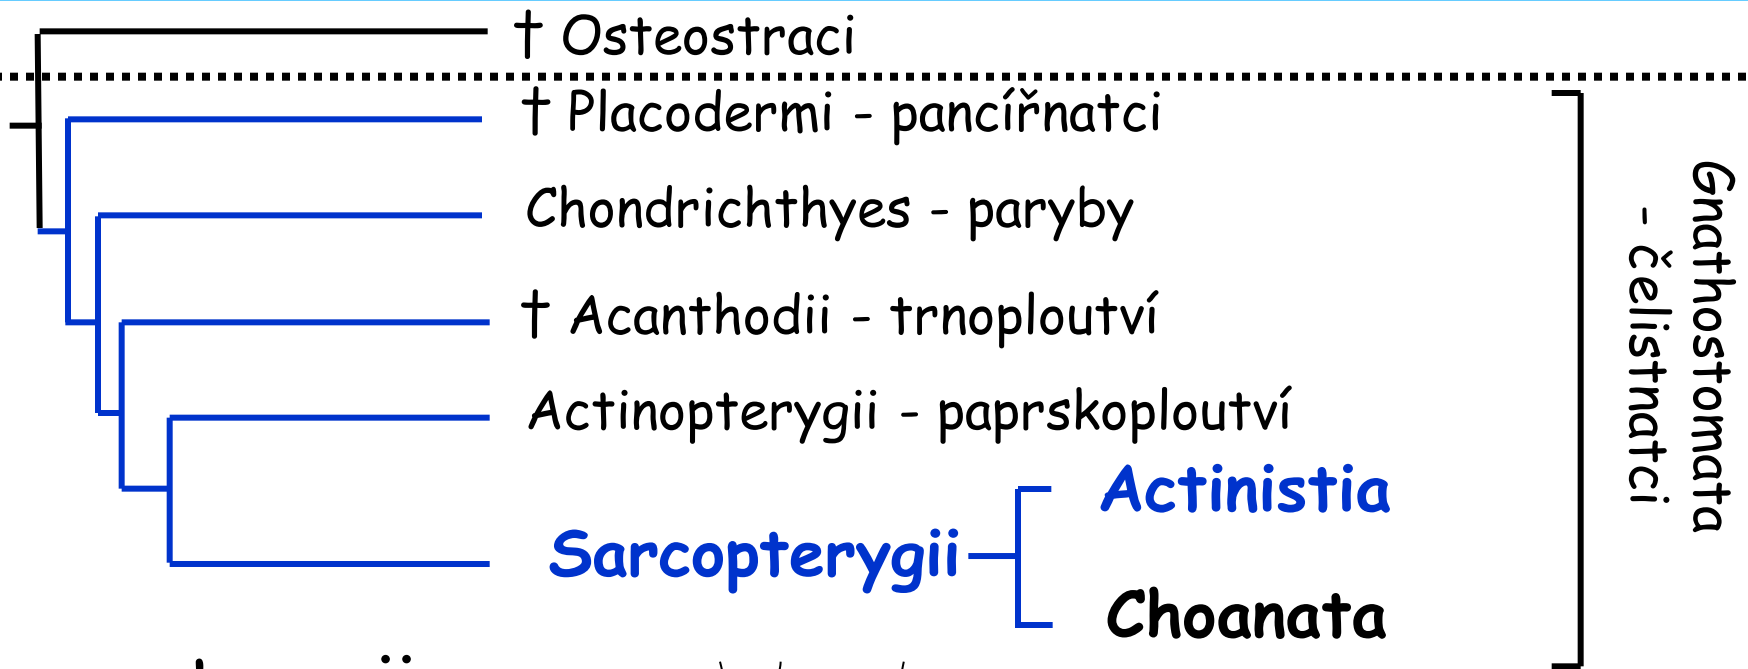 † Osteostraci
† Placodermi - pancířnatci
Chondrichthyes - paryby
† Acanthodii - trnoploutví
Actinopterygii - paprskoploutví
Actinistia
Sarcopterygii
Choanata
Gnathostomata
- čelistnatci